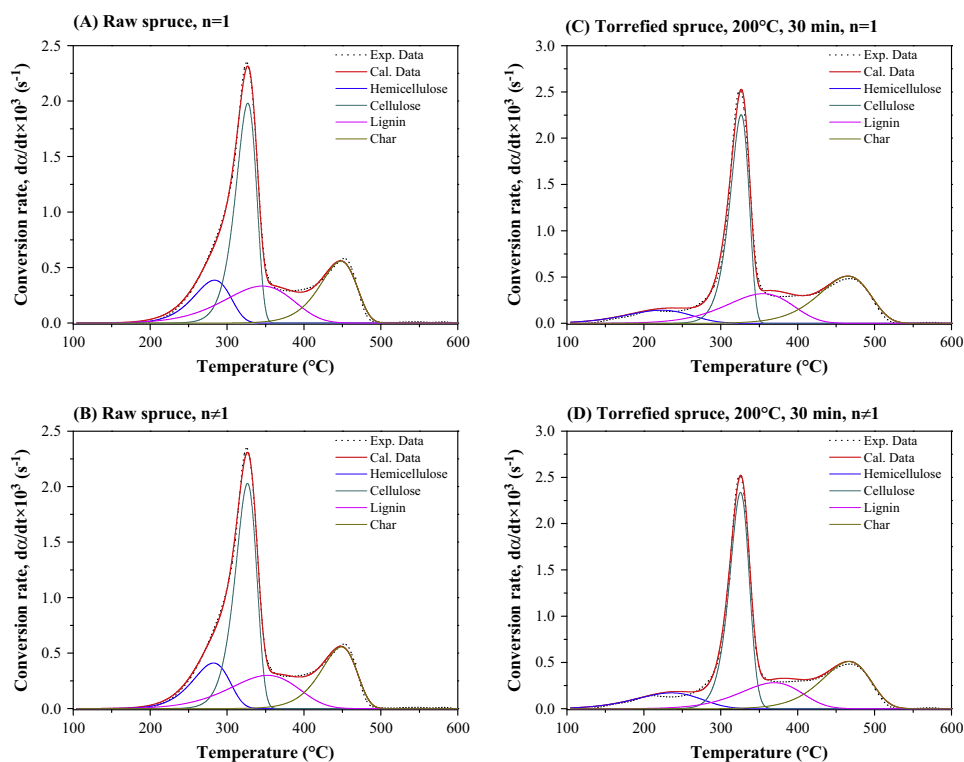 (A) Raw spruce, n=1
2.5
2.0
1.5
1.0
0.5
0.0
Conversion rate, dα/dt×10³ (s⁻¹)
Exp. Data
Cal. Data
Hemicellulose
Cellulose
Lignin
Char
100 200 300 400 500 600
Temperature (°C)
(C) Torrefied spruce, 200°C, 30 min, n=1
3.0
2.5
2.0
1.5
1.0
0.5
0.0
Conversion rate, dα/dt×10³ (s⁻¹)
Exp. Data
Cal. Data
Hemicellulose
Cellulose
Lignin
Char
100 200 300 400 500 600
Temperature (°C)
(B) Raw spruce, n≠1
2.5
2.0
1.5
1.0
0.5
0.0
Conversion rate, dα/dt×10³ (s⁻¹)
Exp. Data
Cal. Data
Hemicellulose
Cellulose
Lignin
Char
100 200 300 400 500 600
Temperature (°C)
(D) Torrefied spruce, 200°C, 30 min, n≠1
3.0
2.5
2.0
1.5
1.0
0.5
0.0
Conversion rate, dα/dt×10³ (s⁻¹)
Exp. Data
Cal. Data
Hemicellulose
Cellulose
Lignin
Char
100 200 300 400 500 600
Temperature (°C)